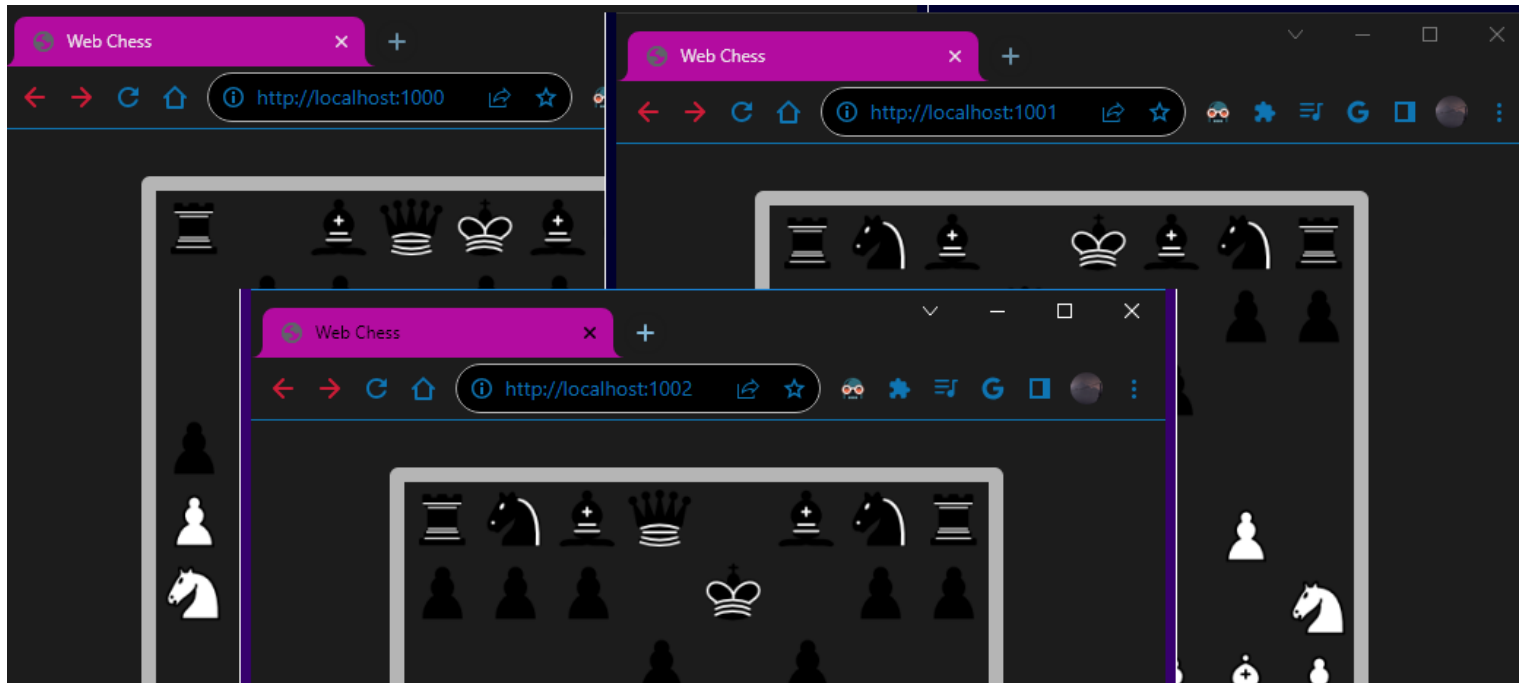 Web Chess
http://localhost:1000
Web Chess
http://localhost:1001
G
Web Chess
http://localhost:1002
G